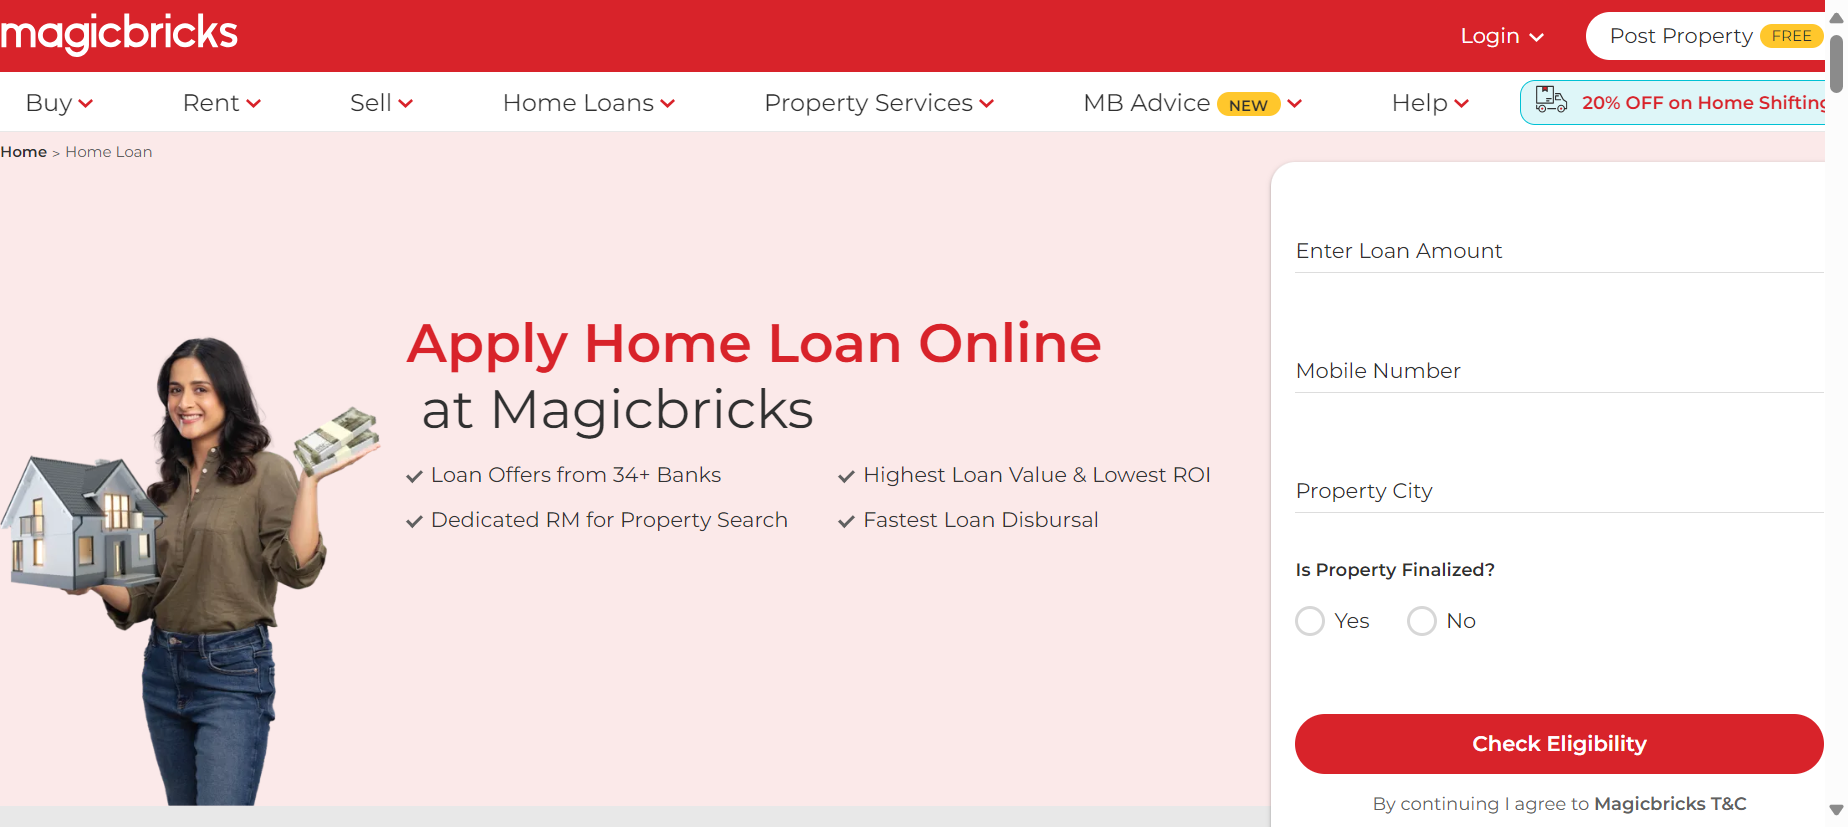 magicbricks
Login
Post Property FREE
Buy
Rent
Sell
Home Loans
Property Services
MB Advice NEW
Help
20% OFF on Home Shifting
Home > Home Loan
Apply Home Loan Online
at Magicbricks
Loan Offers from 34+ Banks
Highest Loan Value & Lowest ROI
Dedicated RM for Property Search
Fastest Loan Disbursal
Enter Loan Amount
Mobile Number
Property City
Is Property Finalized?
Yes
No
Check Eligibility
By continuing I agree to Magicbricks T&C